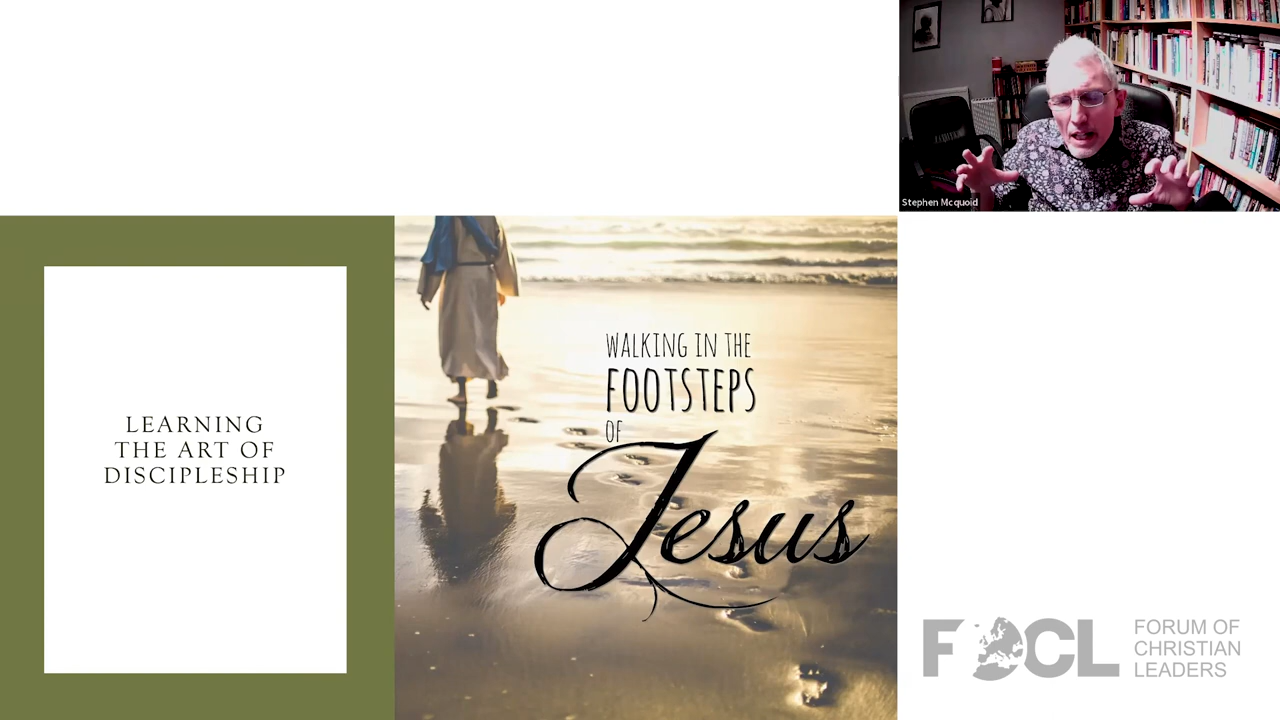 Stephen Mcquoid
LEARNING
THE ART OF
DISCIPLESHIP
WALKING IN THE
FOOTSTEPS
OF
Jesus
FOCL
FORUM OF
CHRISTIAN
LEADERS